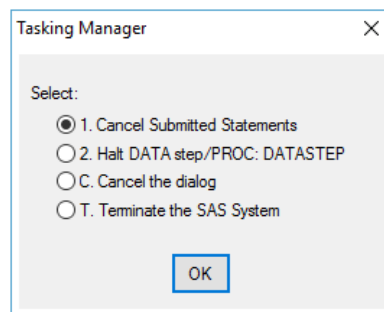 Tasking Manager
Select:
1. Cancel Submitted Statements
2. Halt DATA step/PROC: DATASTEP
C. Cancel the dialog
T. Terminate the SAS System
OK